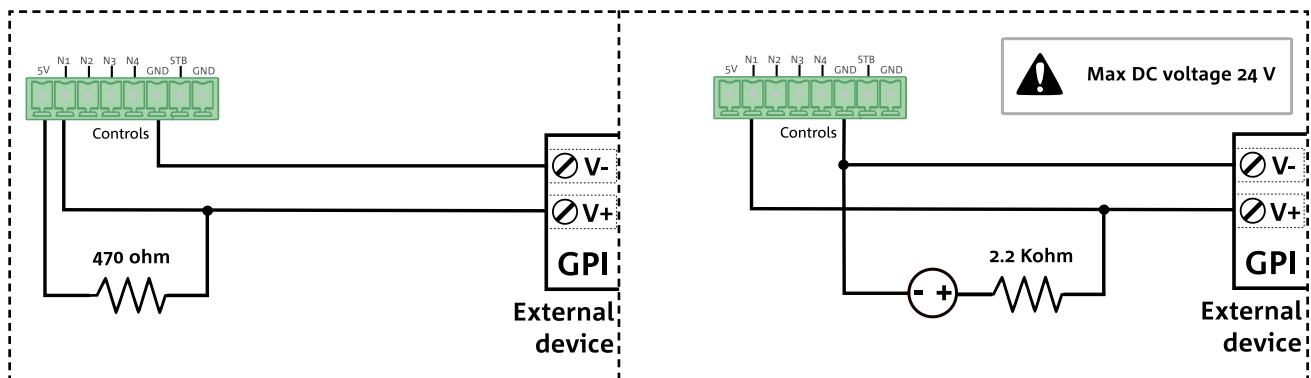 5V N1 N2 N3 N4 GND STB GND
Controls
V-
V+
470 ohm
GPI
External
device
Max DC voltage 24 V
5V N1 N2 N3 N4 GND STB GND
Controls
V-
V+
2.2 Kohm
- +
GPI
External
device